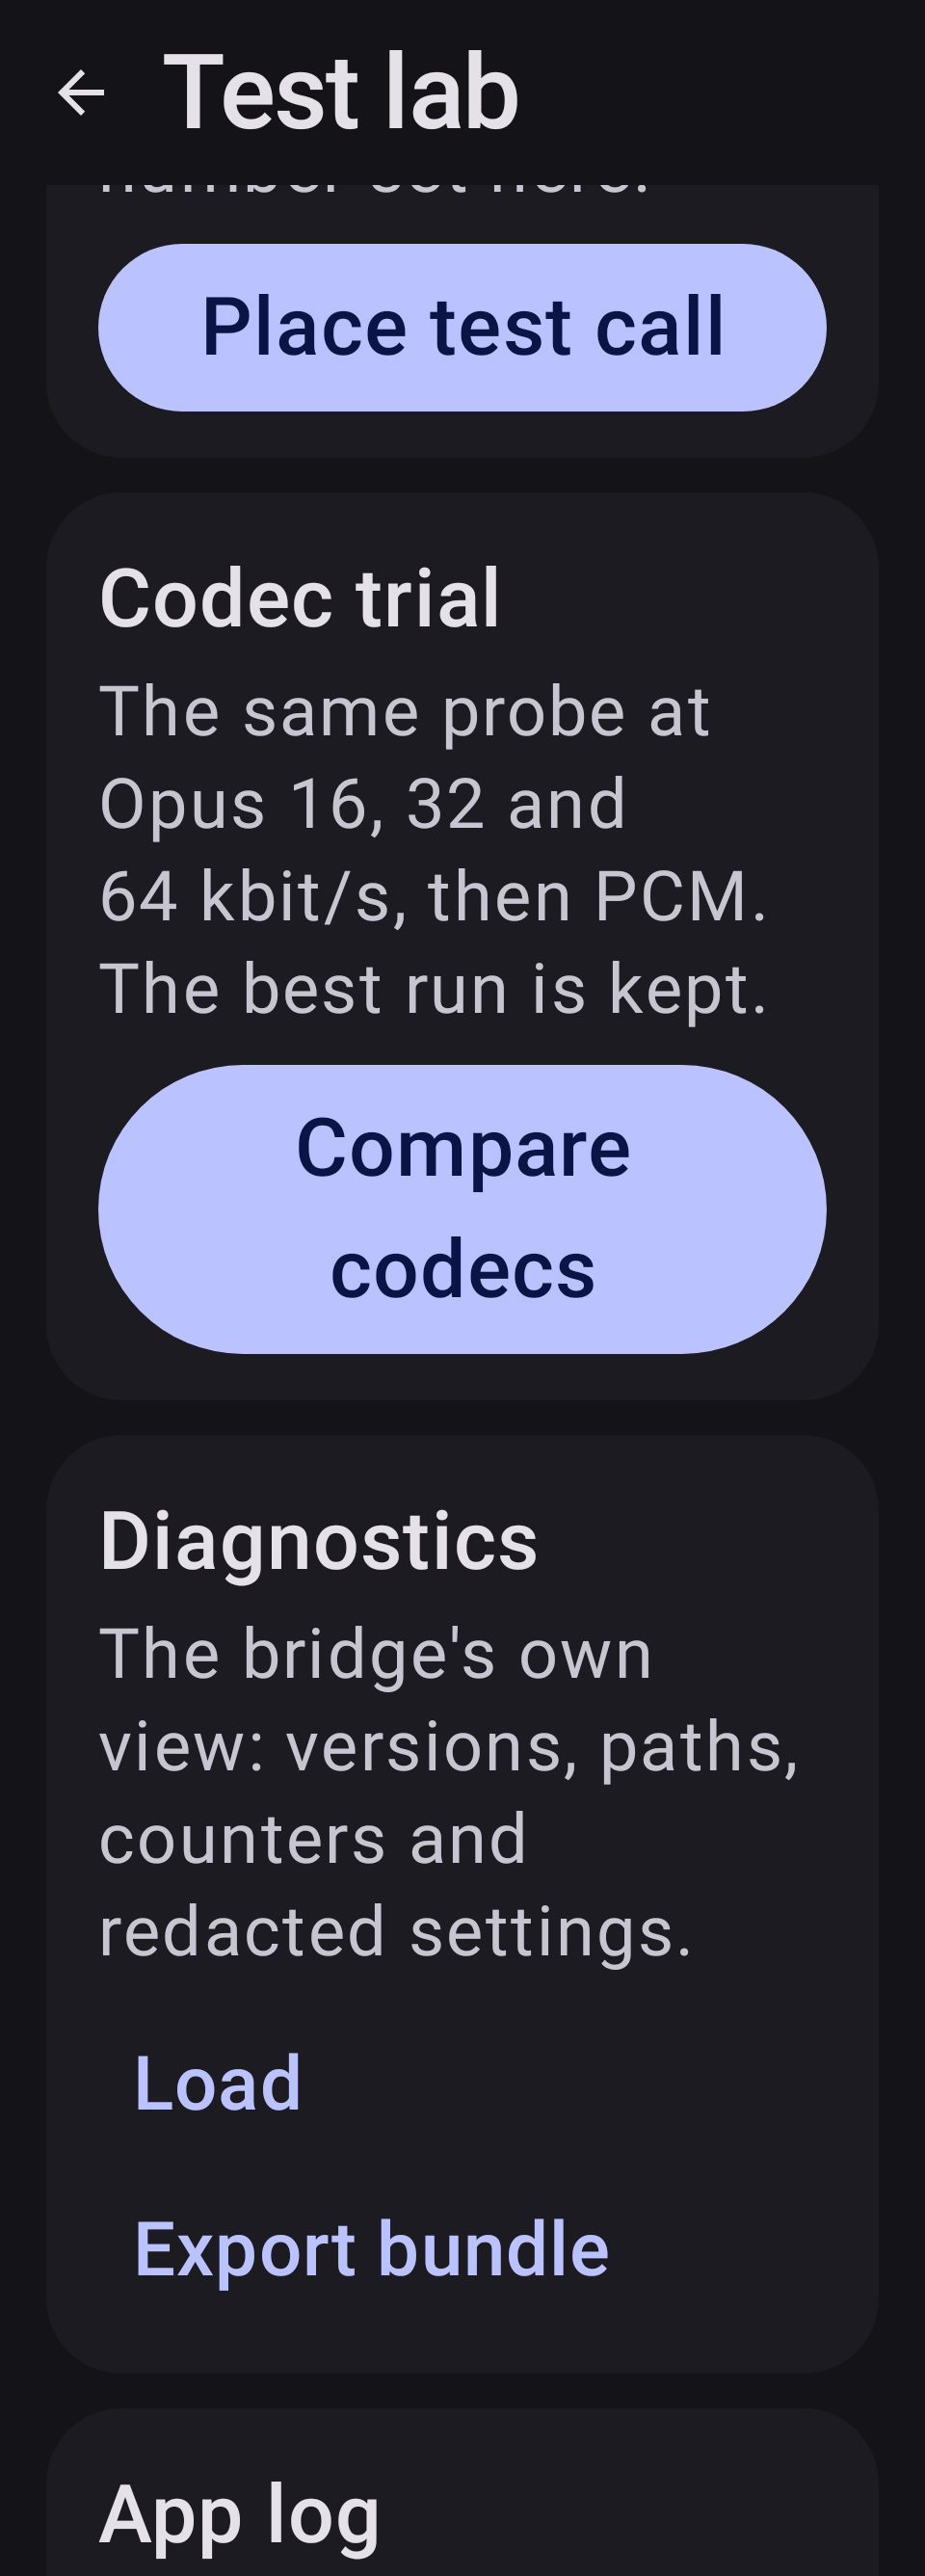 Test lab
Place test call
Codec trial
The same probe at
Opus 16, 32 and
64 kbit/s, then PCM.
The best run is kept.
Compare
codecs
Diagnostics
The bridge's own
view: versions, paths,
counters and
redacted settings.
Load
Export bundle
App log